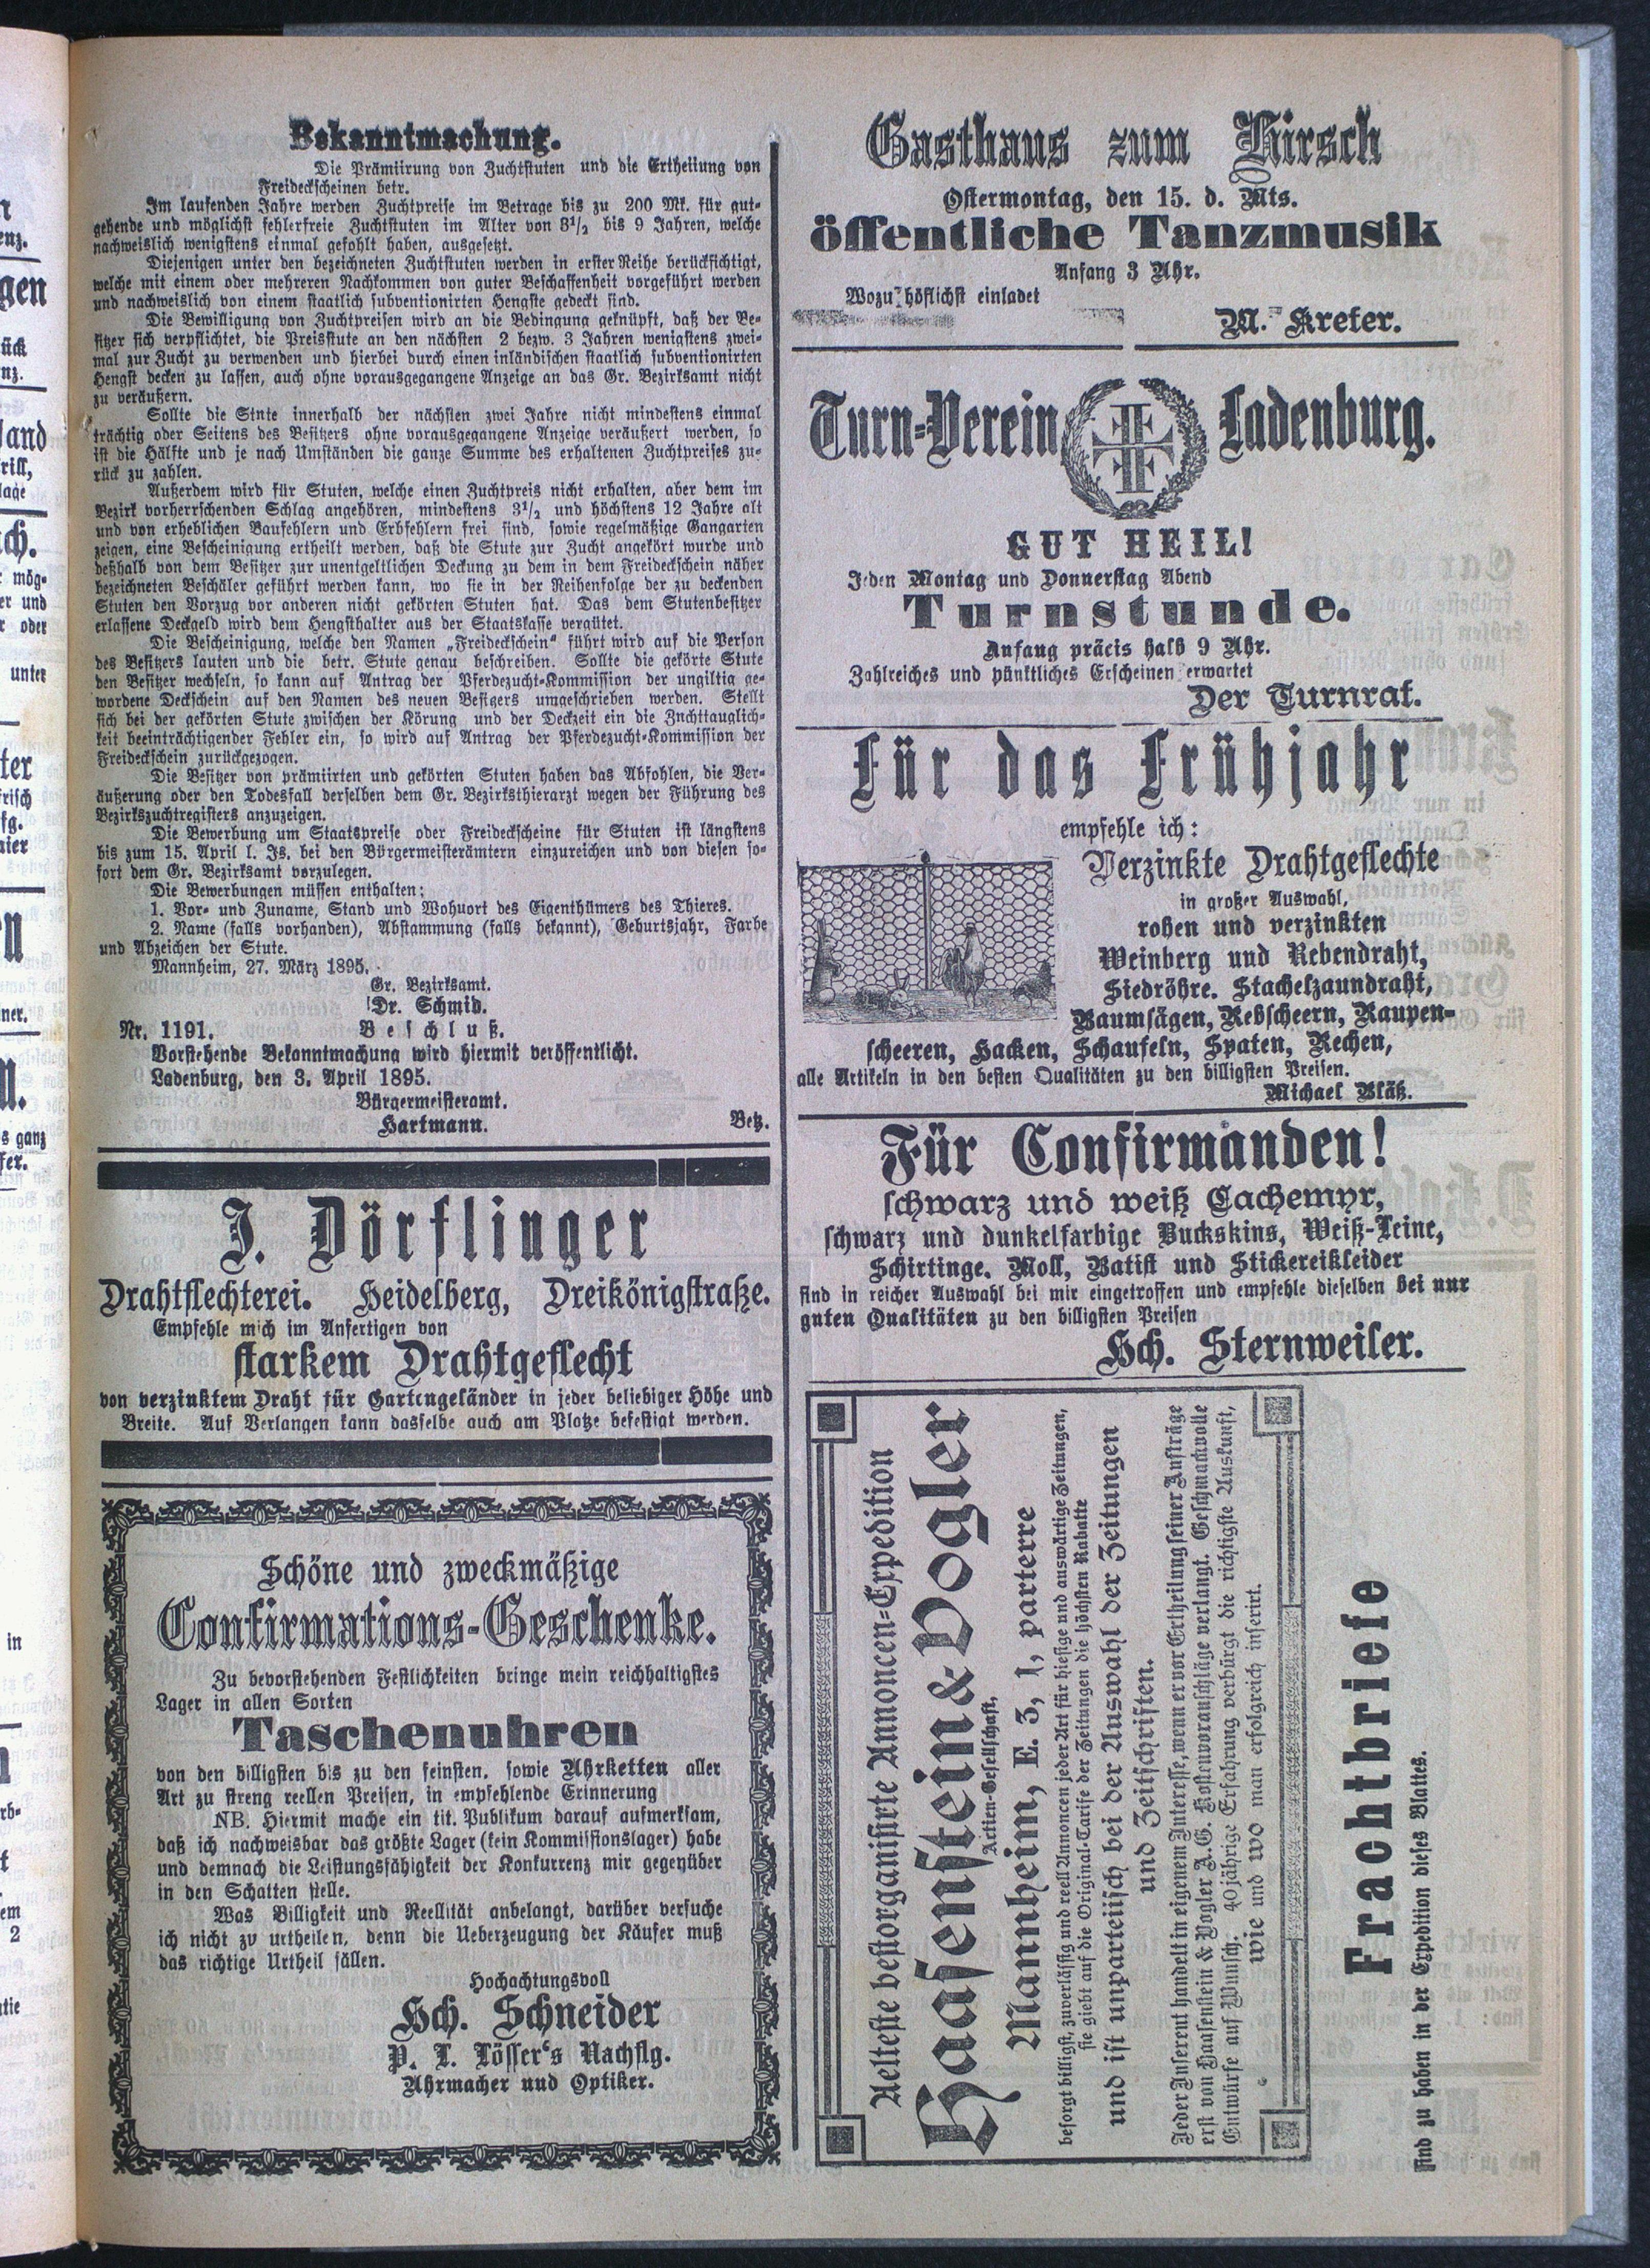 Bekanntmachung.
Die Prämiirung von Zuchtstuten und die Ertheilung von
Freideckscheinen betr.
Im laufenden Jahre werden Zuchtpreise im Betrage bis zu 200 Mk. für gut-
gehende und möglichst fehlerfreie Zuchtstuten im Alter von 3½ bis 9 Jahren, welche
nachweislich wenigstens einmal gefohlt haben, ausgesetzt.
Diejenigen unter den bezeichneten Zuchtstuten werden in erster Reihe berücksichtigt,
welche mit einem oder mehreren Nachkommen von guter Beschaffenheit vorgeführt werden
und nachweislich von einem staatlich subventionirten Hengste gedeckt sind.
Die Bewilligung von Zuchtpreisen wird an die Bedingung geknüpft, daß der Be-
sitzer sich verpflichtet, die Preisstute an den nächsten 2 bezw. 3 Jahren wenigstens zwei-
mal zur Zucht zu verwenden und hierbei durch einen inländischen staatlich subventionirten
Hengst decken zu lassen, auch ohne vorausgegangene Anzeige an das Gr. Bezirksamt nicht
zu veräußern.
Sollte die Stnte innerhalb der nächsten zwei Jahre nicht mindestens einmal
trächtig oder Seitens des Besitzers ohne vorausgegangene Anzeige veräußert werden, so
ist die Hälfte und je nach Umständen die ganze Summe des erhaltenen Zuchtpreises zu-
rück zu zahlen.
Außerdem wird für Stuten, welche einen Zuchtpreis nicht erhalten, aber dem im
Bezirk vorherrschenden Schlag angehören, mindestens 3½ und höchstens 12 Jahre alt
und von erheblichen Baufehlern und Erbfehlern frei sind, sowie regelmäßige Gangarten
zeigen, eine Bescheinigung ertheilt werden, daß die Stute zur Zucht angekört wurde und
deßhalb von dem Besitzer zur unentgeltlichen Deckung zu dem in dem Freideckschein näher
bezeichneten Beschäler geführt werden kann, wo sie in der Reihenfolge der zu deckenden
Stuten den Vorzug vor anderen nicht gekörten Stuten hat. Das dem Stutenbesitzer
erlassene Deckgeld wird dem Hengsthalter aus der Staatskasse vergütet.
Die Bescheinigung, welche den Namen „Freideckschein" führt wird auf die Person
des Besitzers lauten und die betr. Stute genau beschreiben. Sollte die gekörte Stute
den Besitzer wechseln, so kann auf Antrag der Pferdezucht-Kommission der ungiltig ge-
wordene Deckschein auf den Namen des neuen Besitzers umgeschrieben werden. Stellt
sich bei der gekörten Stute zwischen der Körung und der Deckzeit ein die Znchttauglich-
keit beeinträchtigender Fehler ein, so wird auf Antrag der Pferdezucht-Kommission der
Freideckschein zurückgezogen.
Die Besitzer von prämiirten und gekörten Stuten haben das Abfohlen, die Ver-
äußerung oder den Todesfall derselben dem Gr. Bezirksthierarzt wegen der Führung des
Bezirkszuchtregisters anzuzeigen.
Die Bewerbung um Staatspreise oder Freideckscheine für Stuten ist längstens
bis zum 15. April l. Js. bei den Bürgermeisterämtern einzureichen und von diesen so-
fort dem Gr. Bezirksamt vorzulegen.
Die Bewerbungen müssen enthalten:
1. Vor- und Zuname, Stand und Wohuort des Eigenthümers des Thieres.
2. Name (falls vorhanden), Abstammung (falls bekannt), Geburtsjahr, Farbe
und Abzeichen der Stute.
Mannheim, 27. März 1895.
Gr. Bezirksamt.
Dr. Schmid.
Nr. 1191. Beschluß.
Vorstehende Bekanntmachung wird hiermit veröffentlicht.
Ladenburg, den 3. April 1895.
Bürgermeisteramt.
Hartmann. Betz.
J. Dörflinger
Drahtflechterei. Heidelberg, Dreikönigstraße.
Empfehle mich im Anfertigen von
starkem Drahtgeflecht
von verzinktem Draht für Gartengeländer in jeder beliebiger Höhe und
Breite. Auf Verlangen kann dasselbe auch am Platze befestigt werden.
Schöne und zweckmäßige
Confirmations-Geschenke.
Zu bevorstehenden Festlichkeiten bringe mein reichhaltigstes
Lager in allen Sorten
Taschenuhren
von den billigsten bis zu den feinsten, sowie Uhrketten aller
Art zu streng reellen Preisen, in empfehlende Erinnerung
NB. Hiermit mache ein tit. Publikum darauf aufmerksam,
daß ich nachweisbar das größte Lager (kein Kommissionslager) habe
und demnach die Leistungsfähigkeit der Konkurrenz mir gegenüber
in den Schatten stelle.
Was Billigkeit und Reellität anbelangt, darüber versuche
ich nicht zu urtheilen, denn die Ueberzeugung der Käufer muß
das richtige Urtheil fällen.
Hochachtungsvoll
Hch. Schneider
P. L. Lösser's Nachflg.
Uhrmacher und Optiker.
Gasthaus zum Hirsch
Ostermontag, den 15. d. Mts.
öffentliche Tanzmusik
Anfang 3 Uhr.
Wozu höflichst einladet
M. Kreter.
Turn-Verein Ladenburg.
GUT HEIL!
Jeden Montag und Donnerstag Abend
Turnstunde.
Anfang präcis halb 9 Uhr.
Zahlreiches und pünktliches Erscheinen erwartet
Der Turnrat.
Für das Frühjahr
empfehle ich:
Verzinkte Drahtgeflechte
in großer Auswahl,
rohen und verzinkten
Weinberg und Rebendraht,
Siedröhre. Stachelzaundraht,
Baumsägen, Rebscheern, Raupen-
scheeren, Hacken, Schaufeln, Spaten, Rechen,
alle Artikeln in den besten Qualitäten zu den billigsten Preisen.
Michael Bläß.
Für Confirmanden!
schwarz und weiß Cachemyr,
schwarz und dunkelfarbige Buckskins, Weiß-Leine,
Schirtinge. Moll, Batist und Stickereikleider
sind in reicher Auswahl bei mir eingetroffen und empfehle dieselben bei nur
guten Qualitäten zu den billigsten Preisen
Hch. Sternweiler.
Aelteste bestorganisirte Annoncen-Expedition
Haasenstein & Vogler
Actien-Gesellschaft,
Mannheim, E. 3, 1, parterre
besorgt billigst, zuverlässig und reell Annoncen jeder Art für hiesige und auswärtige Zeitungen,
sie giebt auf die Original-Tarife der Zeitungen die höchsten Rabatte
und ist unparteiisch bei der Auswahl der Zeitungen
und Zeitschriften.
Jeder Inserent handelt in eigenem Interesse, wenn er vor Ertheilung seiner Aufträge
erst von Haasenstein & Vogler A.G. Kostenvoranschläge verlangt. Geschmackvolle
Entwürfe auf Wunsch. 40jährige Erfahrung verbürgt die richtigste Auskunft,
wie und wo man erfolgreich inserirt.
Frachtbriefe
sind zu haben in der Expedition dieses Blattes.